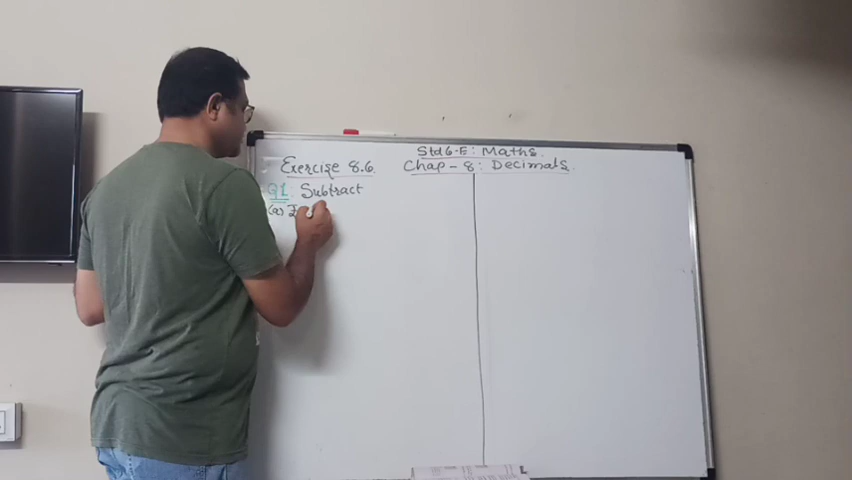 Std 6-E: Maths.
Chap - 8: Decimals.
Exercise 8.6.
Q1 Subtract
(a) ₹